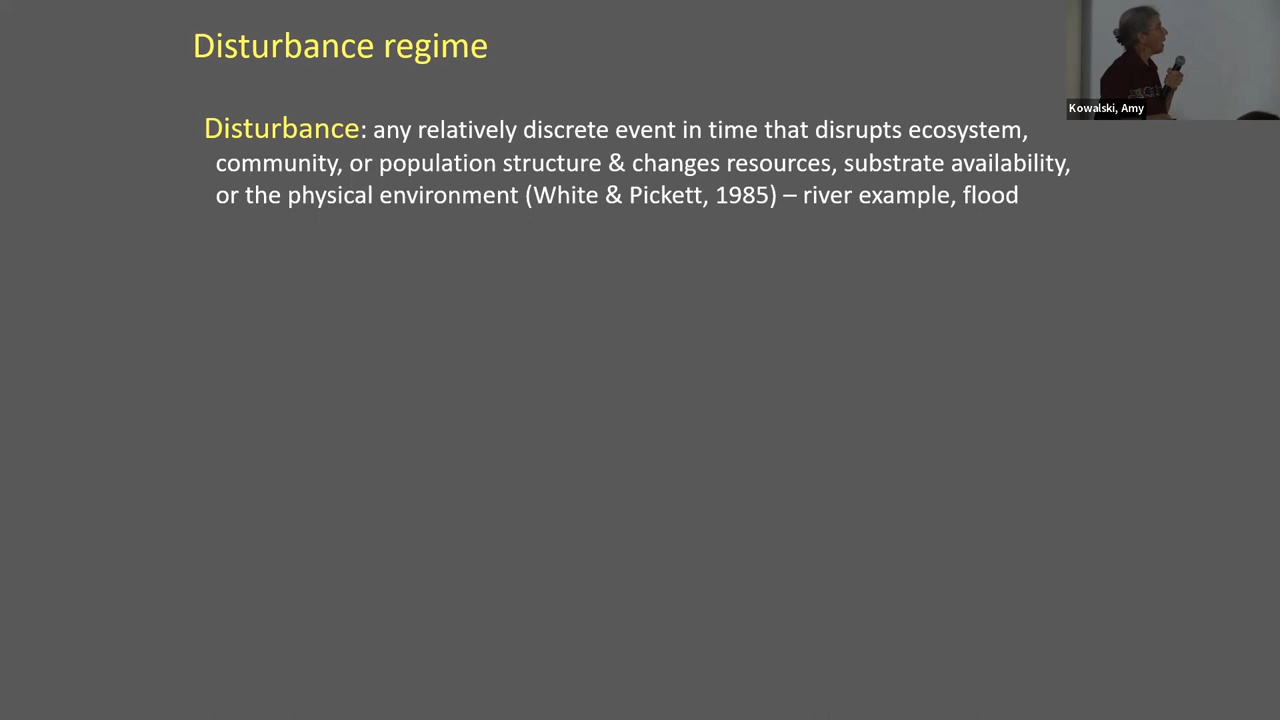 Disturbance regime
Kowalski, Amy
Disturbance: any relatively discrete event in time that disrupts ecosystem,
community, or population structure & changes resources, substrate availability,
or the physical environment (White & Pickett, 1985) – river example, flood